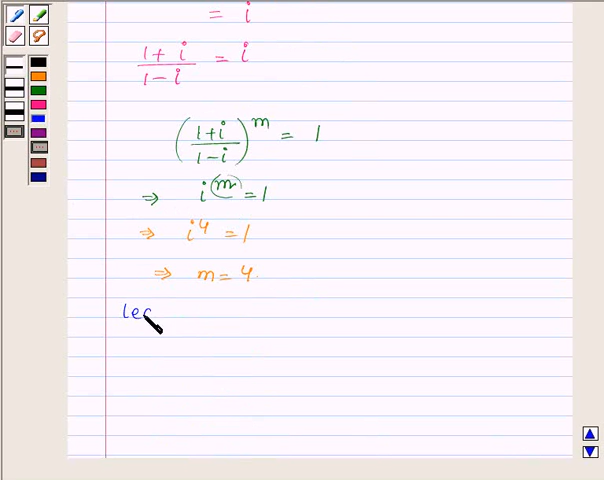 = i
1+i/1-i = i
(1+i/1-i)^m = 1
⇒ i^m = 1
⇒ i^4 = 1
⇒ m = 4.
lec